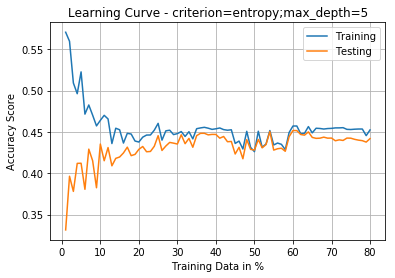 Learning Curve - criterion=entropy;max_depth=5
Training
Testing
Accuracy Score
0.55
0.50
0.45
0.40
0.35
0 10 20 30 40 50 60 70 80
Training Data in %